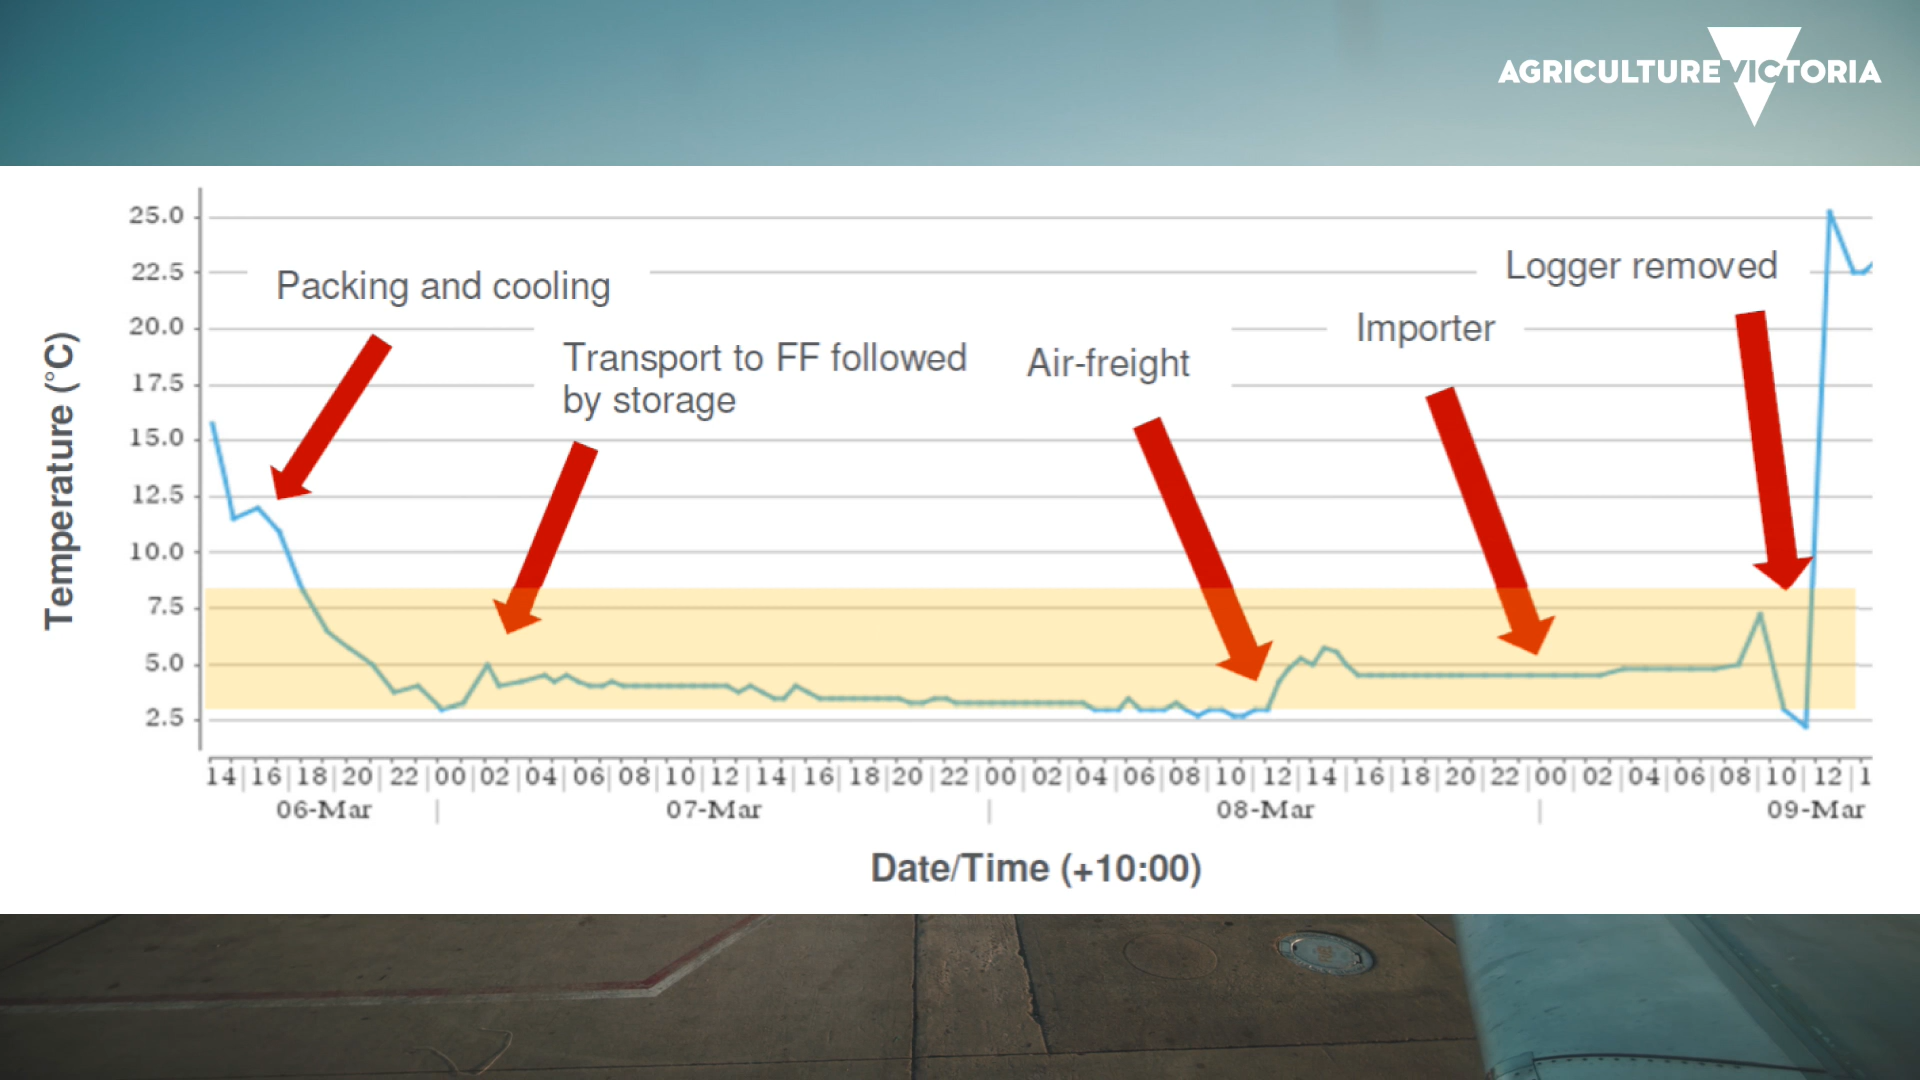 AGRICULTURE VICTORIA
25.0
22.5
20.0
17.5
15.0
12.5
10.0
7.5
5.0
2.5
Temperature (°C)
Packing and cooling
Transport to FF followed
by storage
Air-freight
Importer
Logger removed
14 16 18 20 22 00 02 04 06 08 10 12 14 16 18 20 22 00 02 04 06 08 10 12 14 16 18 20 22 00 02 04 06 08 10 12 1
06-Mar 07-Mar 08-Mar 09-Mar
Date/Time (+10:00)